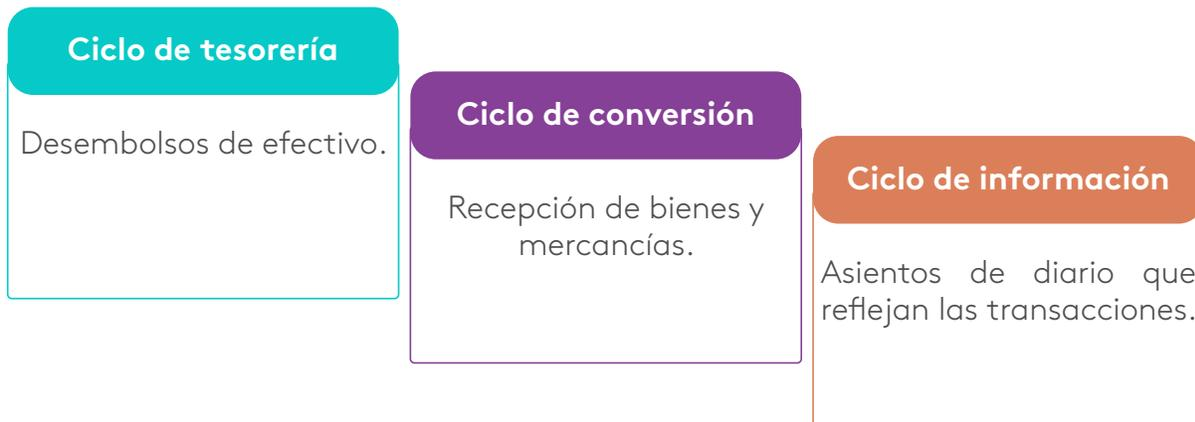 Ciclo de tesorería
Desembolsos de efectivo.
Ciclo de conversión
Recepción de bienes y
mercancías.
Ciclo de información
Asientos de diario que
reflejan las transacciones.